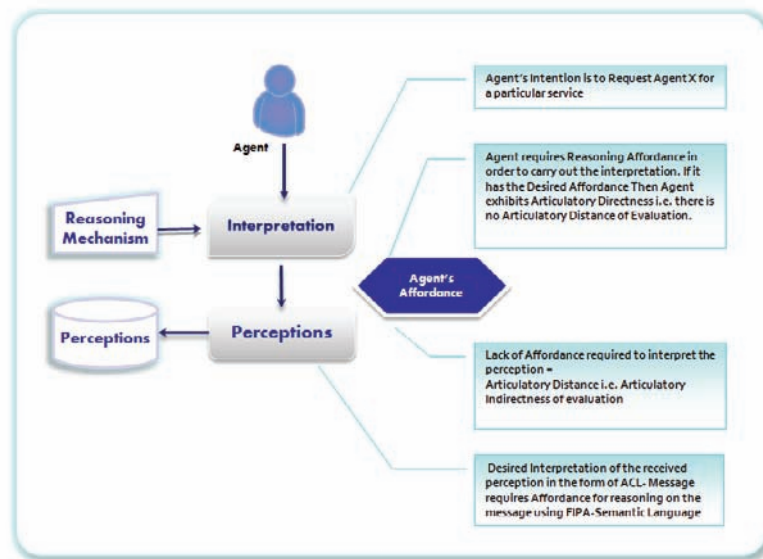 Agent's Intention is to Request Agent X for
a particular service
Agent
Agent requires Reasoning Affordance in
order to carry out the interpretation. If it
has the Desired Affordance Then Agent
exhibits Articulatory Directness i.e. there is
no Articulatory Distance of Evaluation.
Reasoning
Mechanism
Interpretation
Agent's
Affordance
Perceptions
Perceptions
Lack of Affordance required to interpret the
perception =
Articulatory Distance i.e. Articulatory
Indirectness of evaluation
Desired Interpretation of the received
perception in the form of ACL- Message
requires Affordance for reasoning on the
message using FIPA-Semantic Language